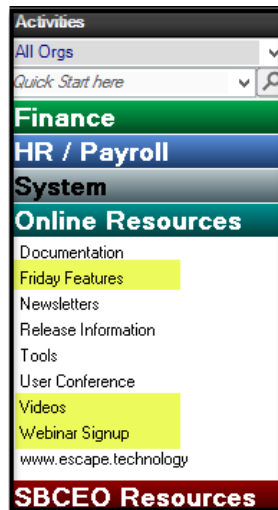 Activities
All Orgs
Quick Start here
Finance
HR / Payroll
System
Online Resources
Documentation
Friday Features
Newsletters
Release Information
Tools
User Conference
Videos
Webinar Signup
www.escape.technology
SBCEO Resources